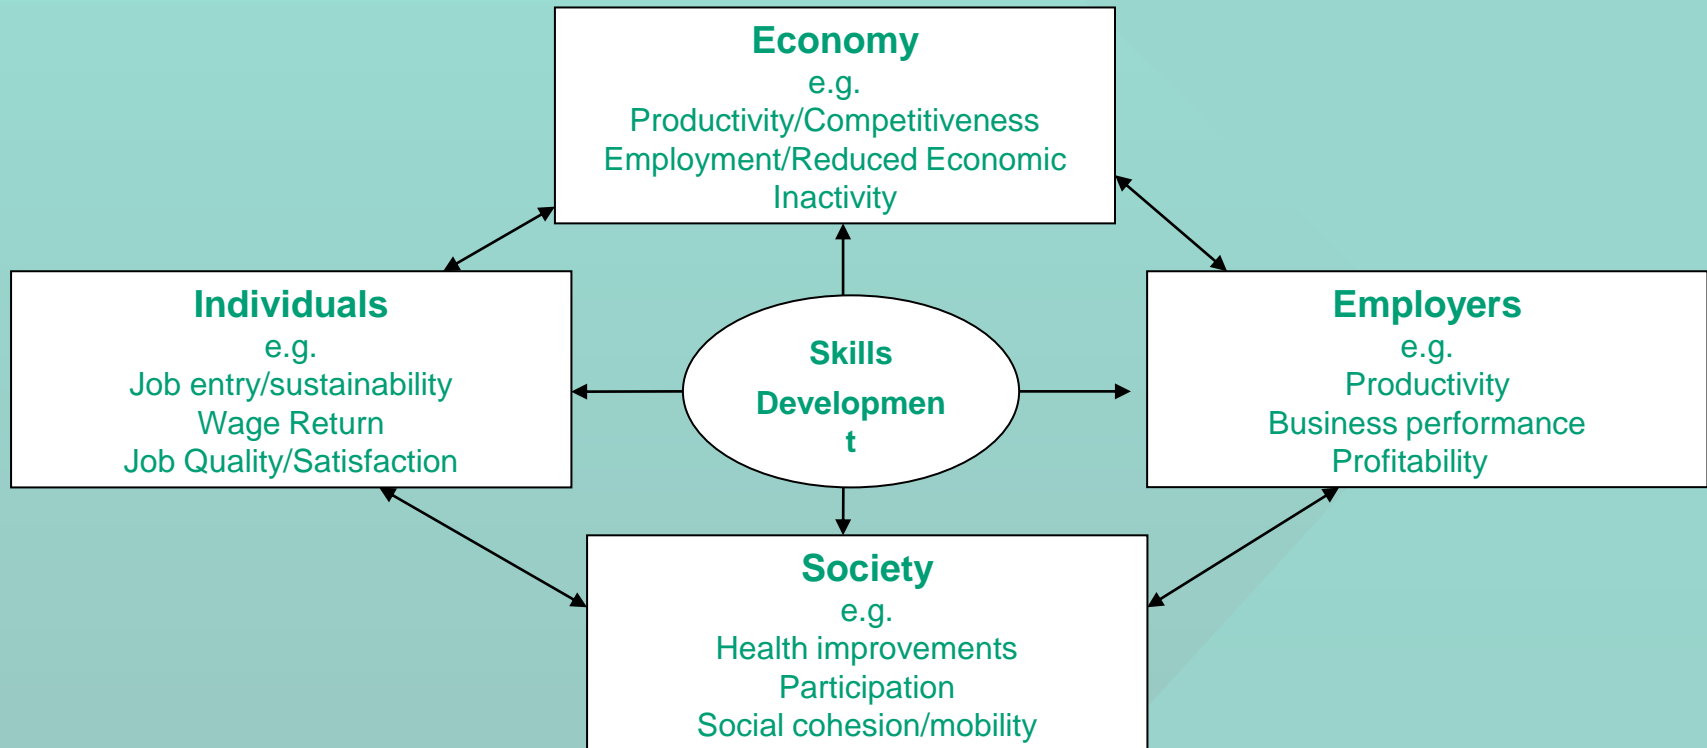 Economy
e.g.
Productivity/Competitiveness
Employment/Reduced Economic
Inactivity
Individuals
e.g.
Job entry/sustainability
Wage Return
Job Quality/Satisfaction
Skills
Developmen
t
Employers
e.g.
Productivity
Business performance
Profitability
Society
e.g.
Health improvements
Participation
Social cohesion/mobility